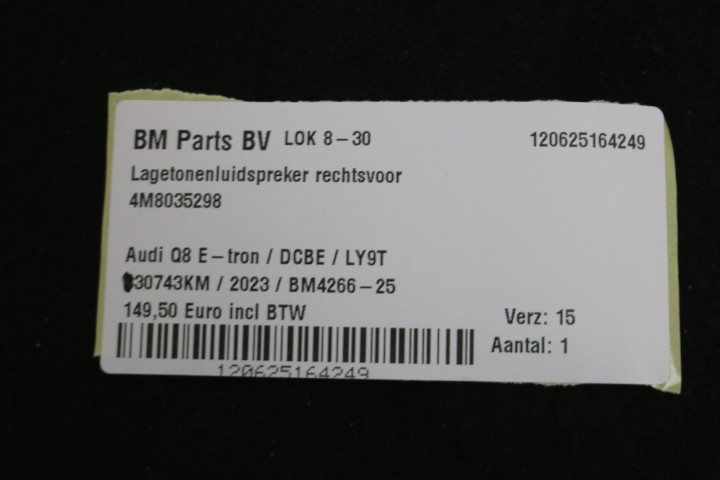 BM Parts BV LOK 8-30 120625164249
Lagetonenluidspreker rechtsvoor
4M8035298
Audi Q8 E-tron / DCBE / LY9T
30743KM / 2023 / BM4266-25
149,50 Euro incl BTW
Verz: 15
Aantal: 1
120625164249